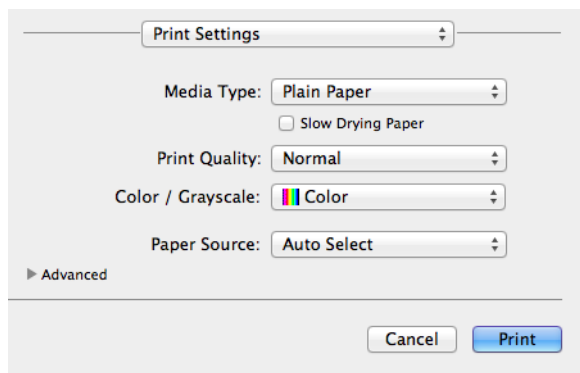 Print Settings
Media Type: Plain Paper
Slow Drying Paper
Print Quality: Normal
Color / Grayscale: Color
Paper Source: Auto Select
Advanced
Cancel Print